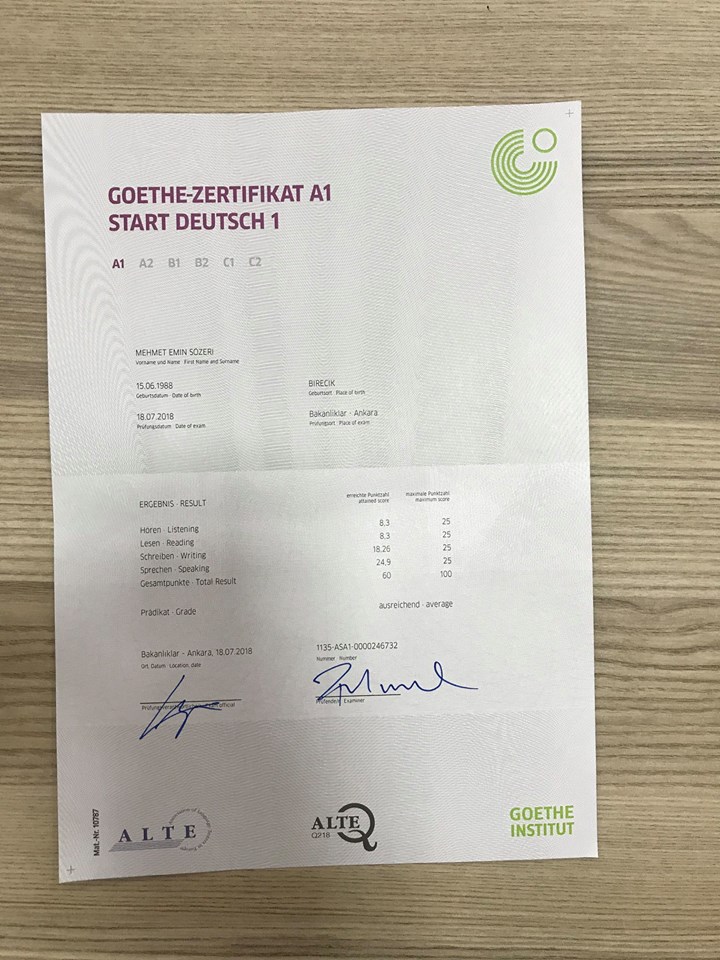 GOETHE-ZERTIFIKAT A1
START DEUTSCH 1
A1 A2 B1 B2 C1 C2
MEHMET EMIN SÖZERI
Vorname und Name · First Name and Surname
15.06.1988
Geburtsdatum · Date of birth
BIRECIK
Geburtsort · Place of birth
18.07.2018
Prüfungsdatum · Date of exam
Bakanlıklar - Ankara
Prüfungsort · Place of exam
ERGEBNIS · RESULT
erreichte Punktzahl
attained score
maximale Punktzahl
maximum score
Hören · Listening 8,3 25
Lesen · Reading 8,3 25
Schreiben · Writing 18,26 25
Sprechen · Speaking 24,9 25
Gesamtpunkte · Total Result 60 100
Prädikat · Grade ausreichend · average
Bakanlıklar - Ankara, 18.07.2018
Ort, Datum · Location, date
1135-ASA1-0000246732
Nummer · Number
official
Prüfende/r · Examiner
Mat.-Nr. 10787
ALTE
ALTE
Q218
GOETHE
INSTITUT